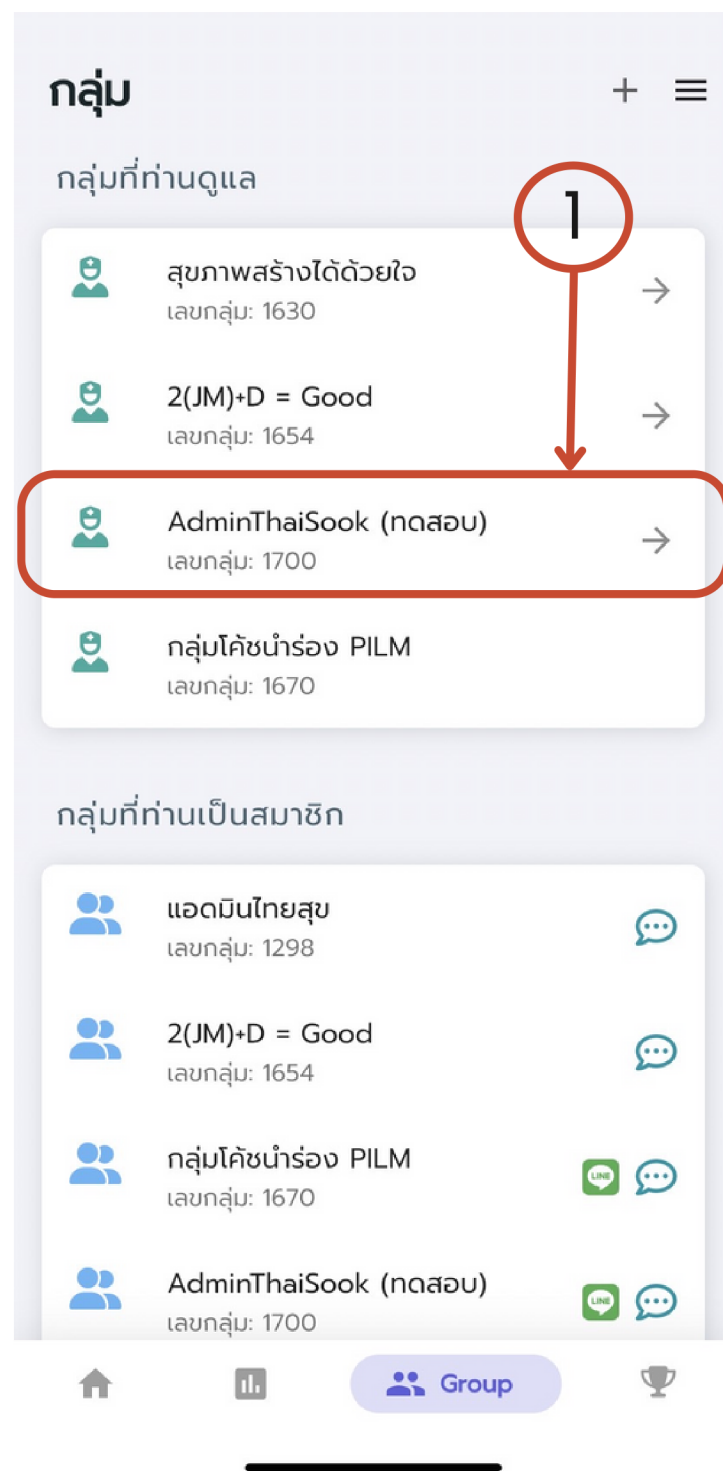 กลุ่ม
กลุ่มที่ท่านดูแล
1
สุขภาพสร้างได้ด้วยใจ
เลขกลุ่ม: 1630
2(JM)+D = Good
เลขกลุ่ม: 1654
AdminThaiSook (ทดสอบ)
เลขกลุ่ม: 1700
กลุ่มโค้ชนำร่อง PILM
เลขกลุ่ม: 1670
กลุ่มที่ท่านเป็นสมาชิก
แอดมินไทยสุข
เลขกลุ่ม: 1298
2(JM)+D = Good
เลขกลุ่ม: 1654
กลุ่มโค้ชนำร่อง PILM
LINE
เลขกลุ่ม: 1670
AdminThaiSook (ทดสอบ)
LINE
เลขกลุ่ม: 1700
Group